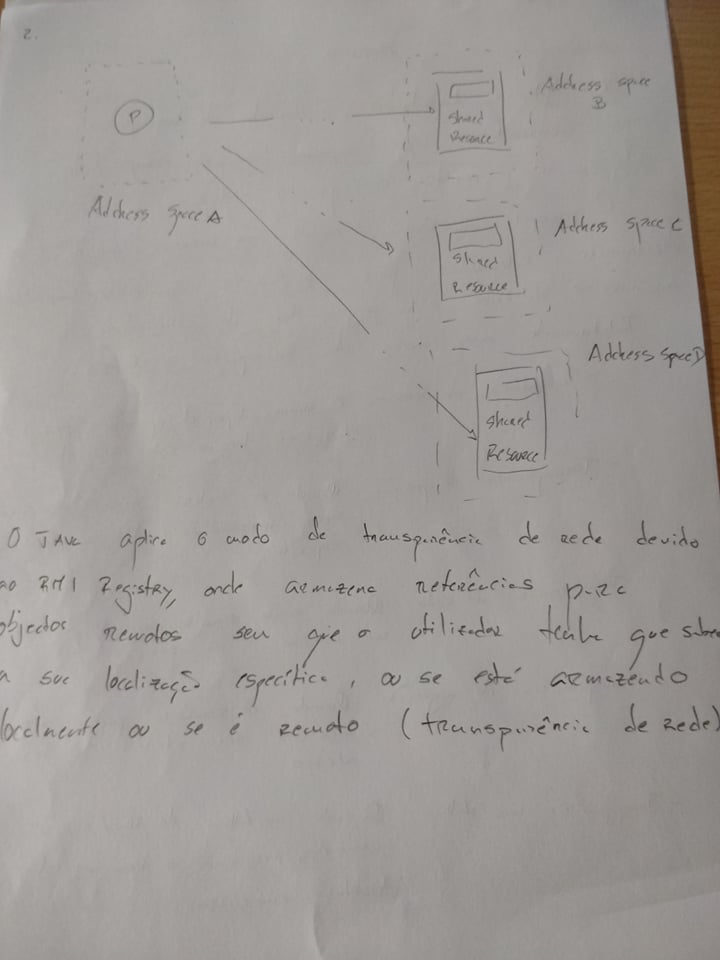 2.
P
Address space A
Shared
Resource
Address space
B
Shared
Resource
Address space C
Shared
Resource
Address space D
O JAVA aplica o modo de transparência de rede devido
ao RMI Registry, onde armazena referências para
objectos remotos sem que o utilizador tenha que saber
a sua localização específica, ou se está armazendo
localmente ou se é remoto (transparência de rede)